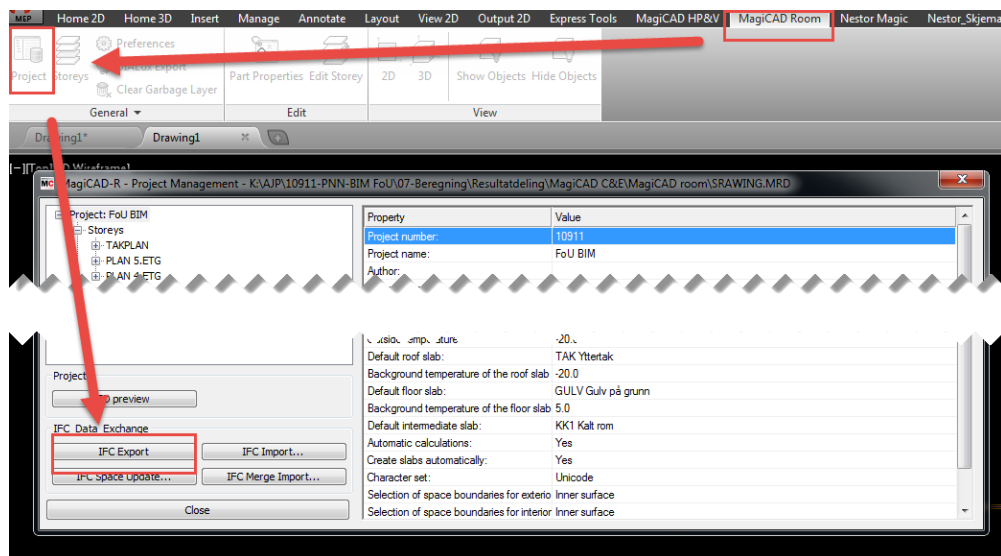 MEP Home 2D Home 3D Insert Manage Annotate Layout View 2D Output 2D Express Tools MagiCAD HP&V MagiCAD Room Nestor Magic Nestor_Skjema
Preferences
Project Storeys Export Part Properties Edit Storey 2D 3D Show Objects Hide Objects
Clear Garbage Layer
General Edit View
Drawing1* Drawing1
[-][Top][2D Wireframe]
MagiCAD-R - Project Management - K:\AJP\10911-PNN-BIM FoU\07-Beregning\Resultatdeling\MagiCAD C&E\MagiCAD room\SRAWING.MRD
Project: FoU BIM Property Value
Storeys Project number: 10911
TAKPLAN Project name: FoU BIM
PLAN 5.ETG Author:
PLAN 4.ETG
Default roof slab: TAK Yttertak
Project Background temperature of the roof slab -20.0
preview Default floor slab: GULV Gulv på grunn
Background temperature of the floor slab 5.0
IFC Data Exchange Default intermediate slab: KK1 Kalt rom
IFC Export IFC Import... Automatic calculations: Yes
Create slabs automatically: Yes
IFC Space Update... IFC Merge Import... Character set: Unicode
Selection of space boundaries for exterio Inner surface
Close Selection of space boundaries for interior Inner surface